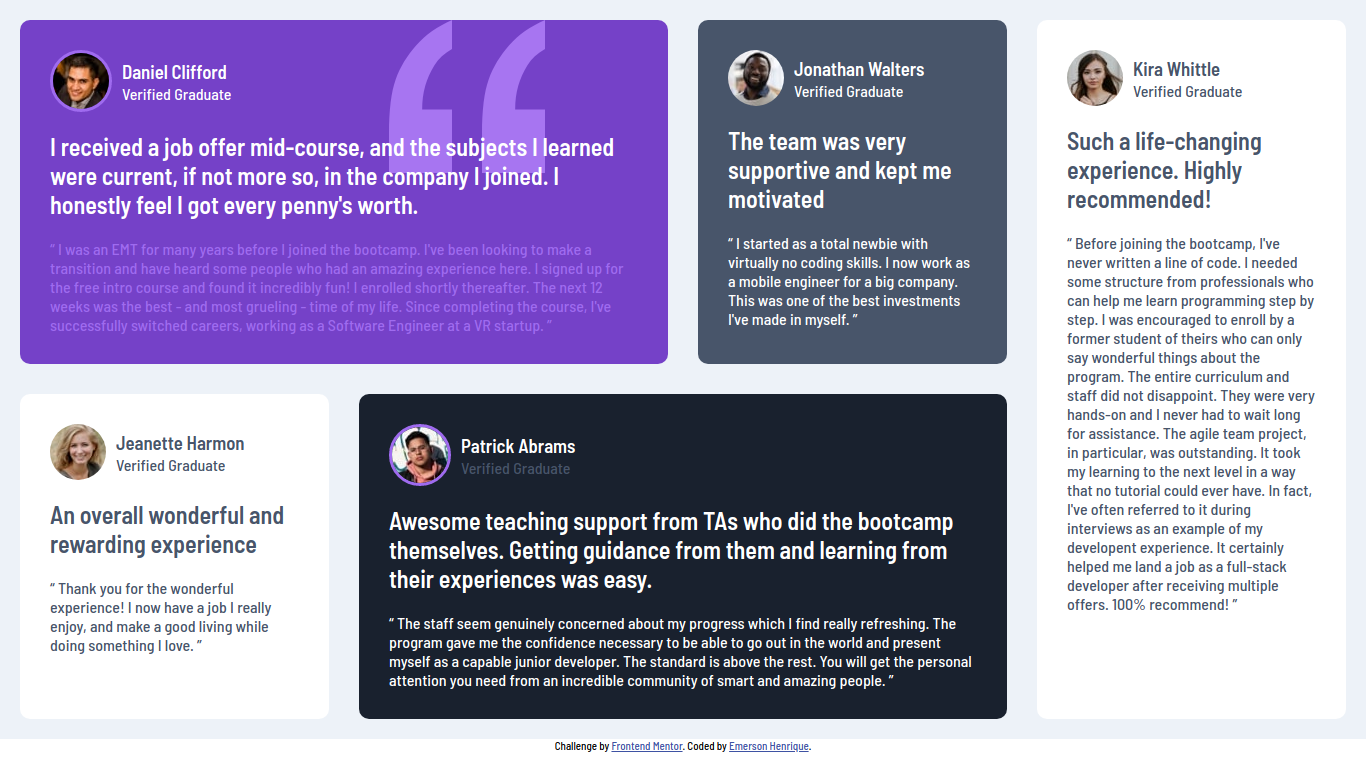 Daniel Clifford
Verified Graduate
I received a job offer mid-course, and the subjects I learned
were current, if not more so, in the company I joined. I
honestly feel I got every penny's worth.
“ I was an EMT for many years before I joined the bootcamp. I've been looking to make a
transition and have heard some people who had an amazing experience here. I signed up for
the free intro course and found it incredibly fun! I enrolled shortly thereafter. The next 12
weeks was the best - and most grueling - time of my life. Since completing the course, I've
successfully switched careers, working as a Software Engineer at a VR startup. ”
Jonathan Walters
Verified Graduate
The team was very
supportive and kept me
motivated
“ I started as a total newbie with
virtually no coding skills. I now work as
a mobile engineer for a big company.
This was one of the best investments
I've made in myself. ”
Kira Whittle
Verified Graduate
Such a life-changing
experience. Highly
recommended!
“ Before joining the bootcamp, I've
never written a line of code. I needed
some structure from professionals who
can help me learn programming step by
step. I was encouraged to enroll by a
former student of theirs who can only
say wonderful things about the
program. The entire curriculum and
staff did not disappoint. They were very
hands-on and I never had to wait long
for assistance. The agile team project,
in particular, was outstanding. It took
my learning to the next level in a way
that no tutorial could ever have. In fact,
I've often referred to it during
interviews as an example of my
developent experience. It certainly
helped me land a job as a full-stack
developer after receiving multiple
offers. 100% recommend! ”
Jeanette Harmon
Verified Graduate
An overall wonderful and
rewarding experience
“ Thank you for the wonderful
experience! I now have a job I really
enjoy, and make a good living while
doing something I love. ”
Patrick Abrams
Verified Graduate
Awesome teaching support from TAs who did the bootcamp
themselves. Getting guidance from them and learning from
their experiences was easy.
“ The staff seem genuinely concerned about my progress which I find really refreshing. The
program gave me the confidence necessary to be able to go out in the world and present
myself as a capable junior developer. The standard is above the rest. You will get the personal
attention you need from an incredible community of smart and amazing people. ”
Challenge by Frontend Mentor. Coded by Emerson Henrique.